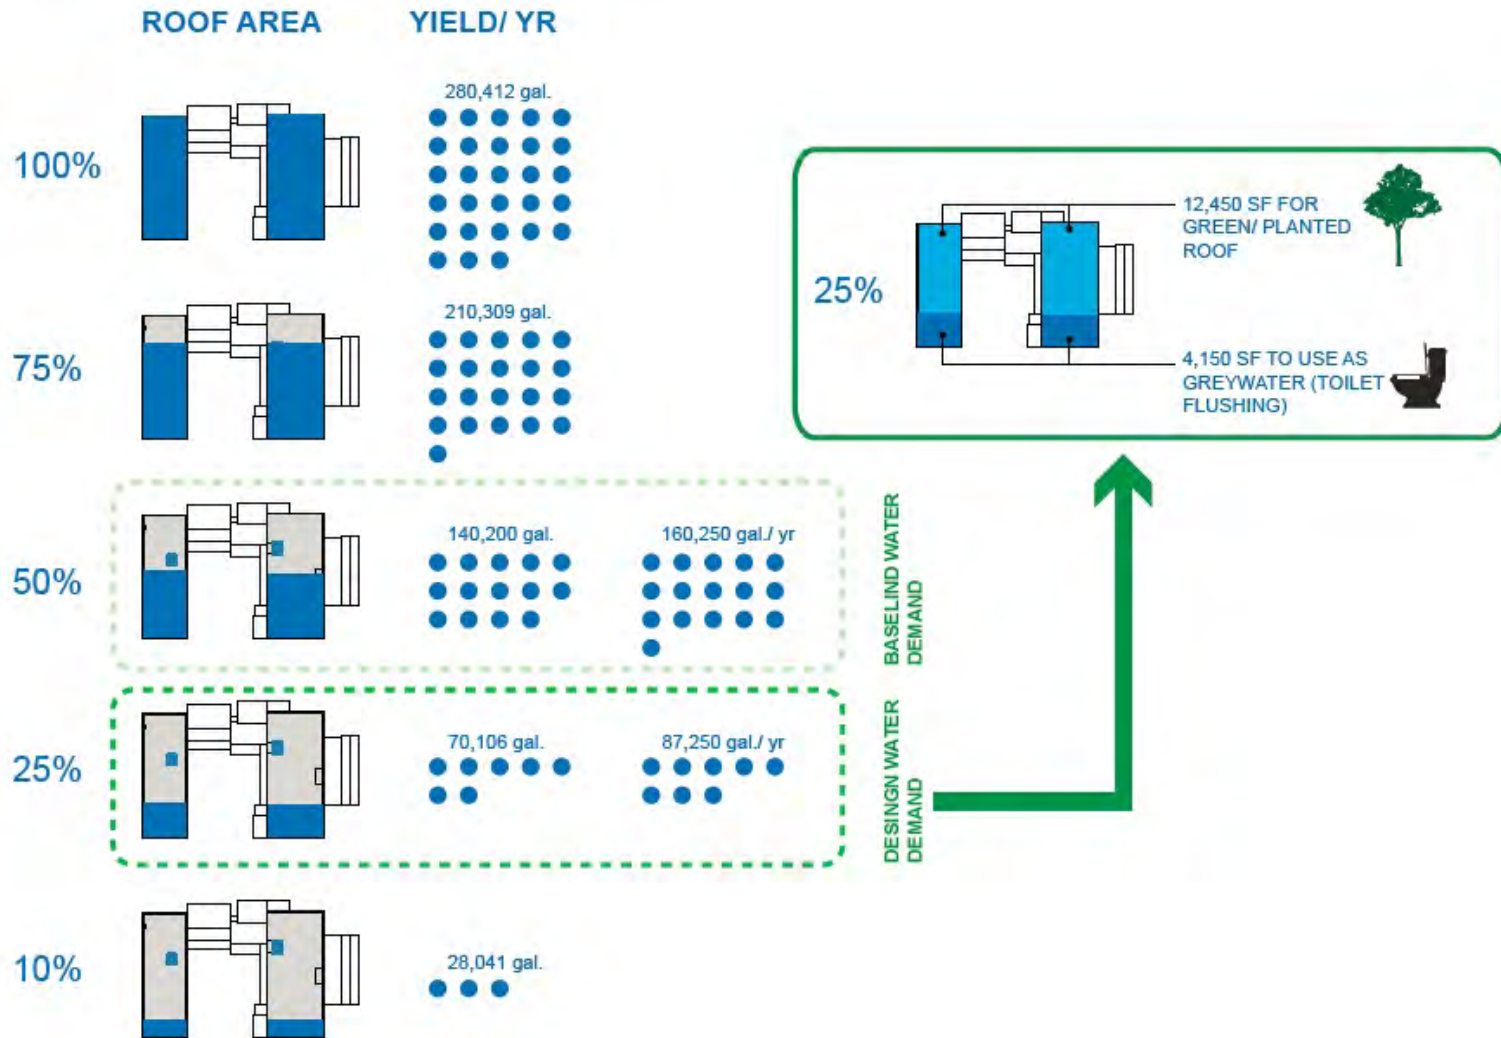 ROOF AREA
YIELD/ YR
100%
280,412 gal.
75%
210,309 gal.
50%
140,200 gal.
160,250 gal./ yr
BASELIND WATER
DEMAND
25%
70,106 gal.
87,250 gal./ yr
DESINGN WATER
DEMAND
10%
28,041 gal.
25%
12,450 SF FOR
GREEN/ PLANTED
ROOF
4,150 SF TO USE AS
GREYWATER (TOILET
FLUSHING)